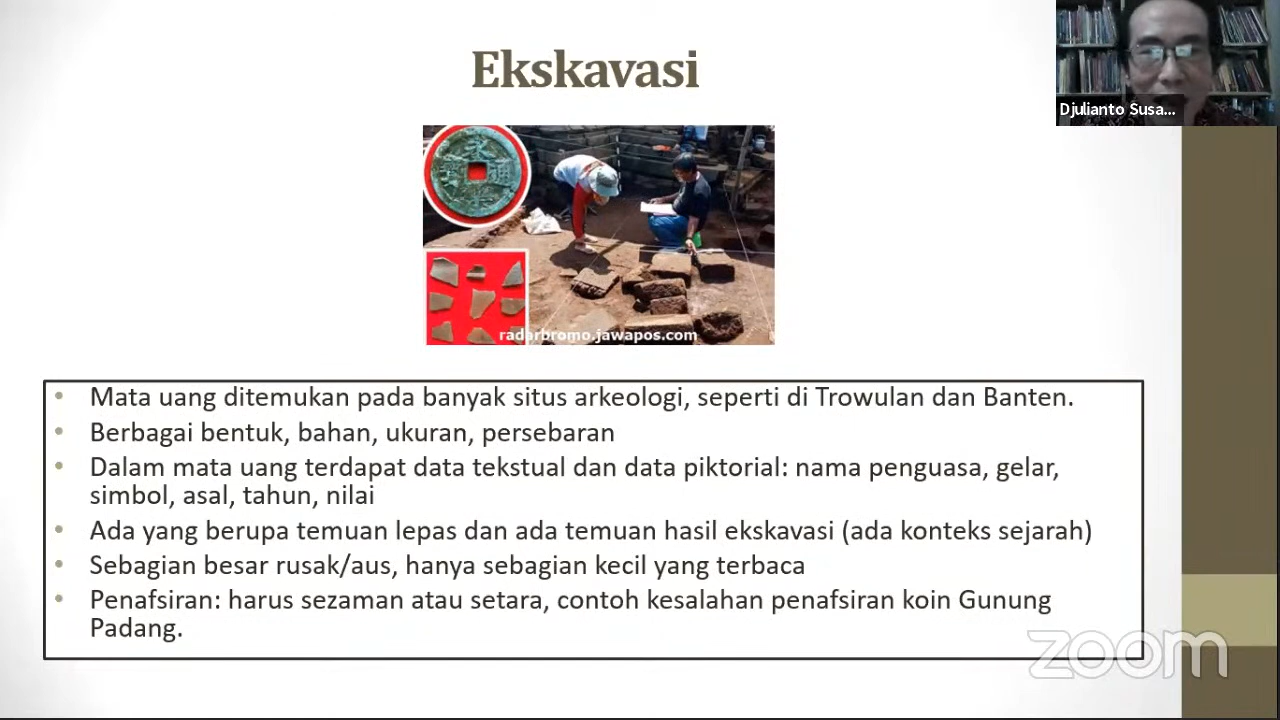 Ekskavasi
Djulianto Susa...
radarbromo.jawapos.com
• Mata uang ditemukan pada banyak situs arkeologi, seperti di Trowulan dan Banten.
• Berbagai bentuk, bahan, ukuran, persebaran
• Dalam mata uang terdapat data tekstual dan data piktorial: nama penguasa, gelar,
simbol, asal, tahun, nilai
• Ada yang berupa temuan lepas dan ada temuan hasil ekskavasi (ada konteks sejarah)
• Sebagian besar rusak/aus, hanya sebagian kecil yang terbaca
• Penafsiran: harus sezaman atau setara, contoh kesalahan penafsiran koin Gunung
Padang.
zoom